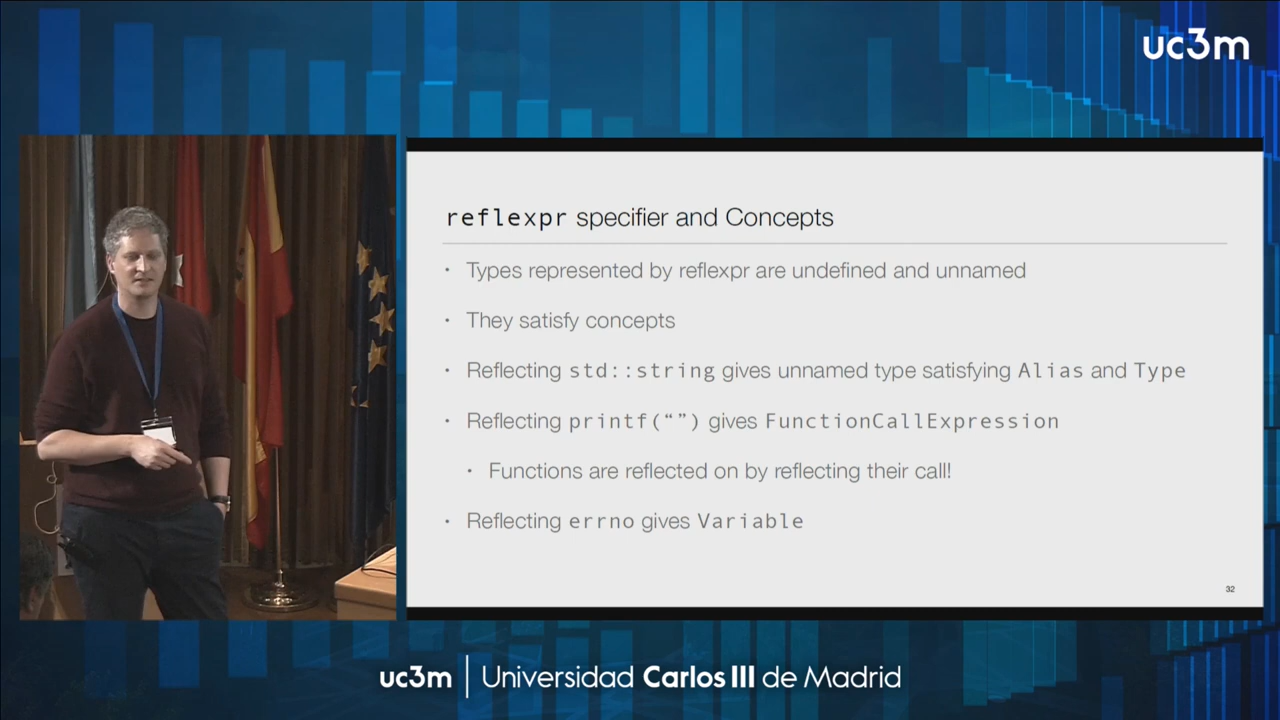 uc3m
reflexpr specifier and Concepts
• Types represented by reflexpr are undefined and unnamed
• They satisfy concepts
• Reflecting std::string gives unnamed type satisfying Alias and Type
• Reflecting printf(“”) gives FunctionCallExpression
• Functions are reflected on by reflecting their call!
• Reflecting errno gives Variable
32
uc3m | Universidad Carlos III de Madrid